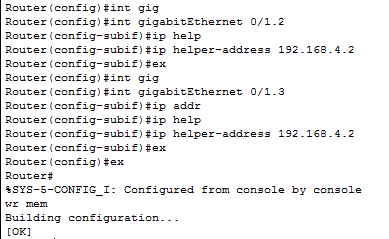 Router(config)#int gig
Router(config)#int gigabitEthernet 0/1.2
Router(config-subif)#ip help
Router(config-subif)#ip helper-address 192.168.4.2
Router(config-subif)#ex
Router(config)#int gig
Router(config)#int gigabitEthernet 0/1.3
Router(config-subif)#ip addr
Router(config-subif)#ip help
Router(config-subif)#ip helper-address 192.168.4.2
Router(config-subif)#ex
Router(config)#ex
Router#
%SYS-5-CONFIG_I: Configured from console by console
wr mem
Building configuration...
[OK]